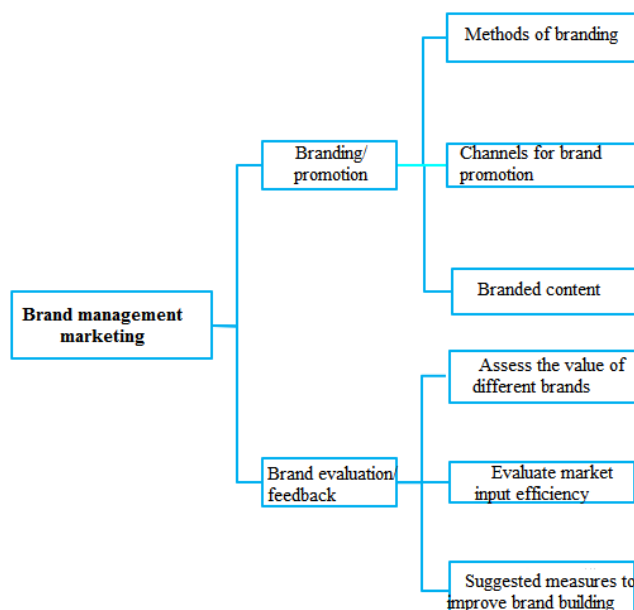 Methods of branding
Branding/
promotion
Channels for brand
promotion
Branded content
Brand management
marketing
Assess the value of
different brands
Brand evaluation/
feedback
Evaluate market
input efficiency
Suggested measures to
improve brand building